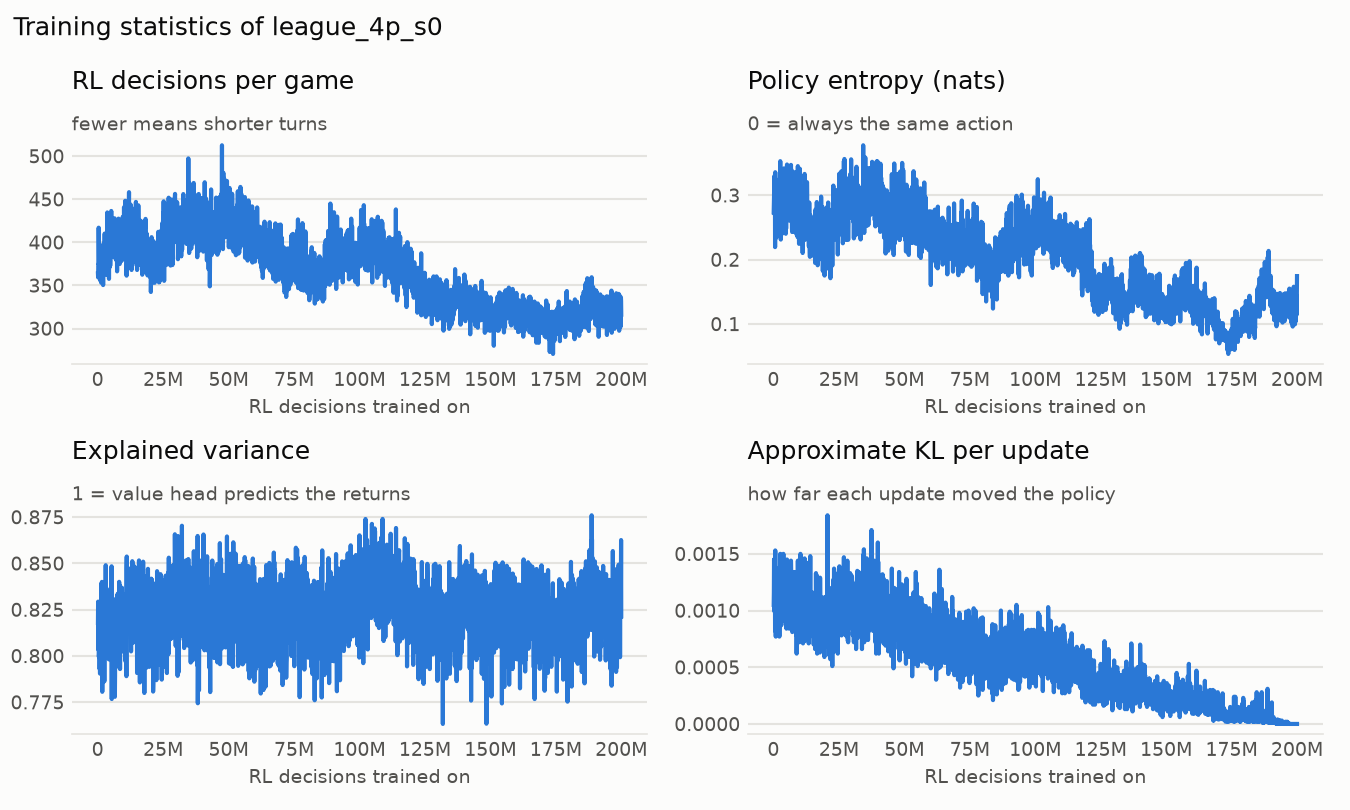 Training statistics of league_4p_s0
RL decisions per game
fewer means shorter turns
500
450
400
350
300
0 25M 50M 75M 100M 125M 150M 175M 200M
RL decisions trained on
Policy entropy (nats)
0 = always the same action
0.3
0.2
0.1
0 25M 50M 75M 100M 125M 150M 175M 200M
RL decisions trained on
Explained variance
1 = value head predicts the returns
0.875
0.850
0.825
0.800
0.775
0 25M 50M 75M 100M 125M 150M 175M 200M
RL decisions trained on
Approximate KL per update
how far each update moved the policy
0.0015
0.0010
0.0005
0.0000
0 25M 50M 75M 100M 125M 150M 175M 200M
RL decisions trained on